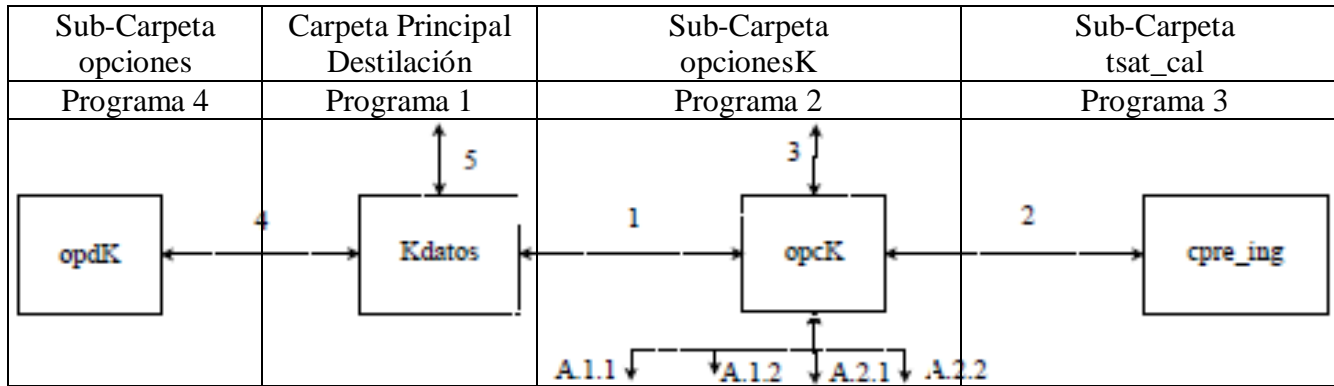 Sub-Carpeta
opciones
Carpeta Principal
Destilación
Sub-Carpeta
opcionesK
Sub-Carpeta
tsat_cal
Programa 4
Programa 1
Programa 2
Programa 3
5
3
4
1
2
opdK
Kdatos
opcK
cpre_ing
A.1.1
A.1.2
A.2.1
A.2.2